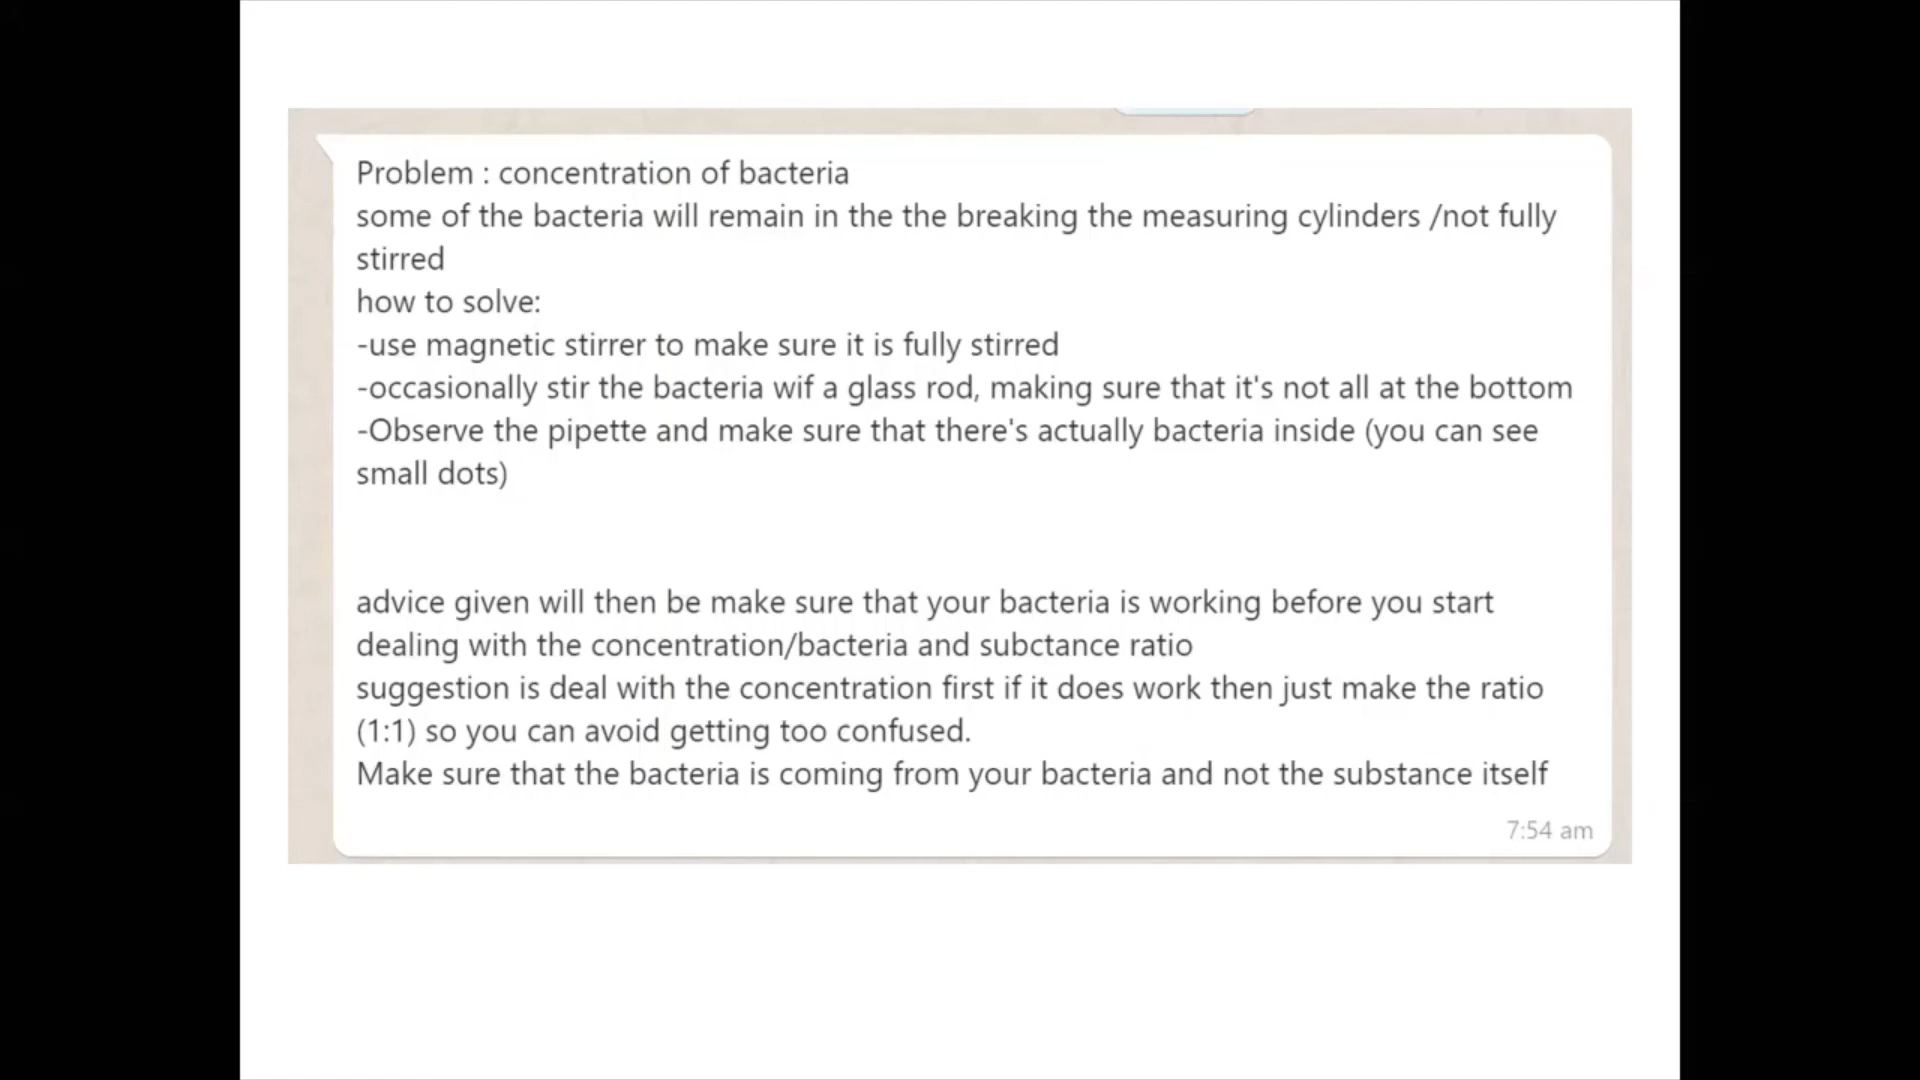 Problem : concentration of bacteria
some of the bacteria will remain in the the breaking the measuring cylinders /not fully
stirred
how to solve:
-use magnetic stirrer to make sure it is fully stirred
-occasionally stir the bacteria wif a glass rod, making sure that it's not all at the bottom
-Observe the pipette and make sure that there's actually bacteria inside (you can see
small dots)
advice given will then be make sure that your bacteria is working before you start
dealing with the concentration/bacteria and subctance ratio
suggestion is deal with the concentration first if it does work then just make the ratio
(1:1) so you can avoid getting too confused.
Make sure that the bacteria is coming from your bacteria and not the substance itself
7:54 am